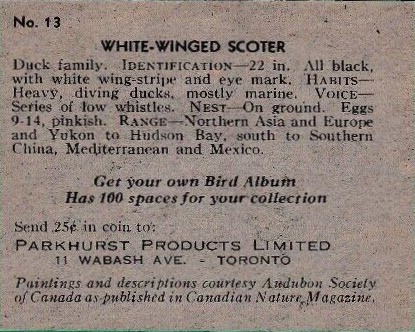 No. 13
WHITE-WINGED SCOTER
Duck family. IDENTIFICATION—22 in. All black,
with white wing-stripe and eye mark. HABITS—
Heavy, diving ducks, mostly marine. VOICE—
Series of low whistles. NEST—On ground. Eggs
9-14, pinkish. RANGE—Northern Asia and Europe
and Yukon to Hudson Bay, south to Southern
China, Mediterranean and Mexico.
Get your own Bird Album
Has 100 spaces for your collection
Send 25¢ in coin to:
PARKHURST PRODUCTS LIMITED
11 WABASH AVE. - TORONTO
Paintings and descriptions courtesy Audubon Society
of Canada as published in Canadian Nature Magazine.